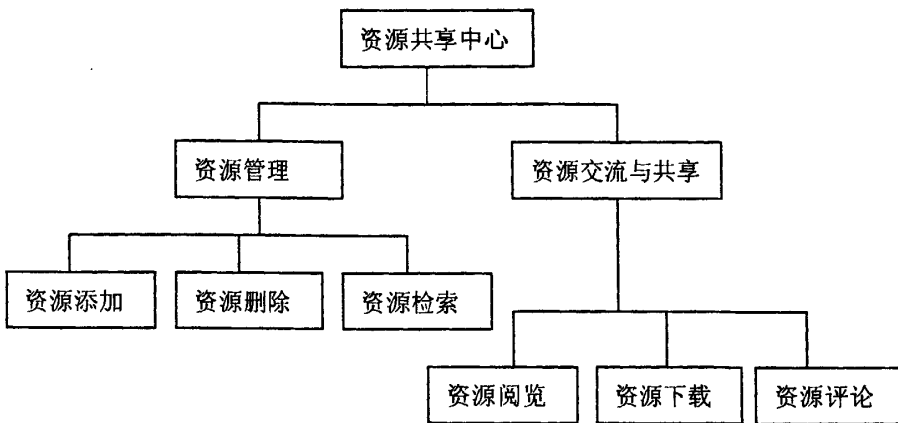 资源共享中心
资源管理
资源交流与共享
资源添加
资源删除
资源检索
资源阅览
资源下载
资源评论